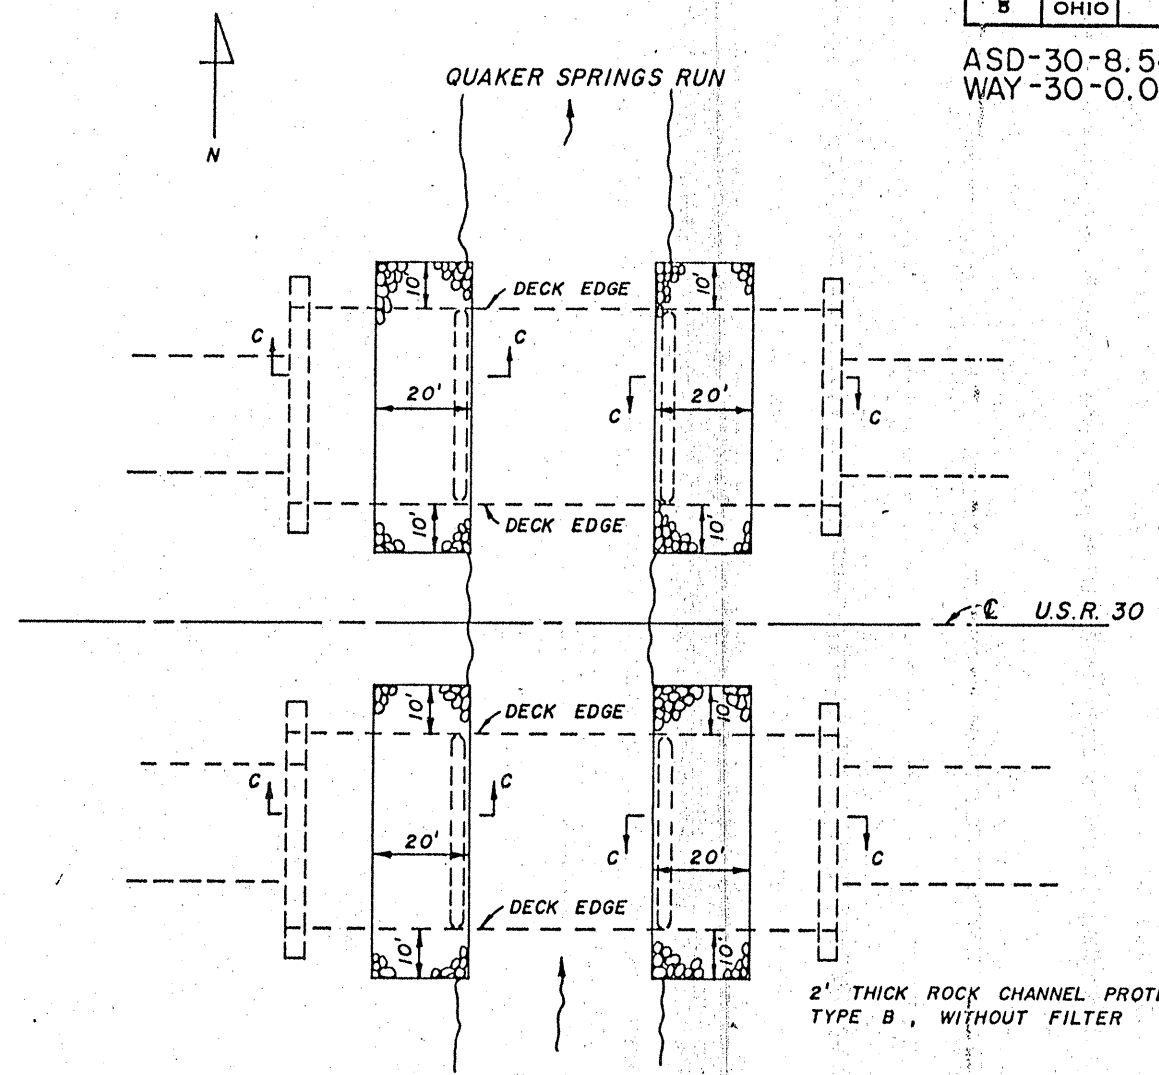 B OHIO
ASD-30-8.5
WAY-30-0.0
QUAKER SPRINGS RUN
N
10'
10'
DECK EDGE
C
C
20'
C
20'
C
10'
DECK EDGE
10'
℄ U.S.R. 30
10'
DECK EDGE
10'
C
C
20'
C
20'
C
DECK EDGE
10'
10'
2' THICK ROCK CHANNEL
TYPE B, WITHOUT FILTER